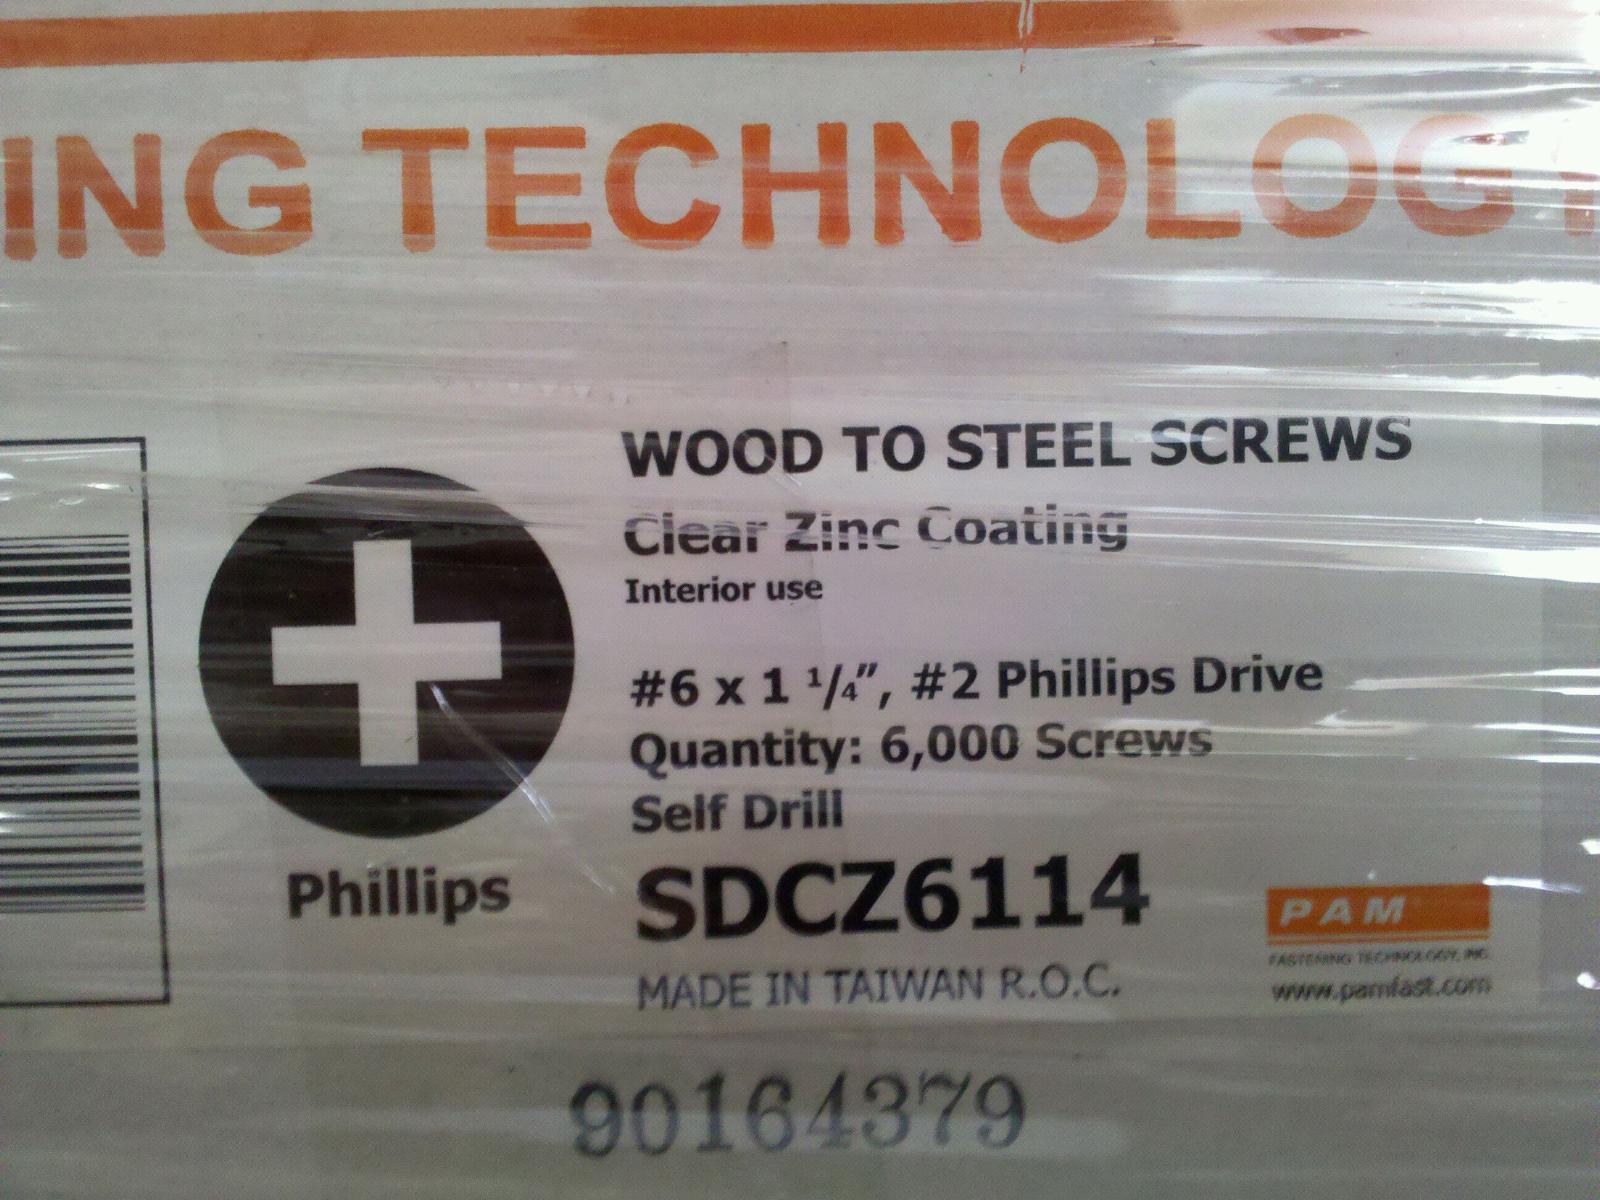 ING TECHNOLOGY
WOOD TO STEEL SCREWS
Clear Zinc Coating
Interior use
#6 x 1 1/4", #2 Phillips Drive
Quantity: 6,000 Screws
Self Drill
Phillips
SDCZ6114
MADE IN TAIWAN R.O.C.
PAM
FASTENING TECHNOLOGY, INC.
www.pamfast.com
90164379